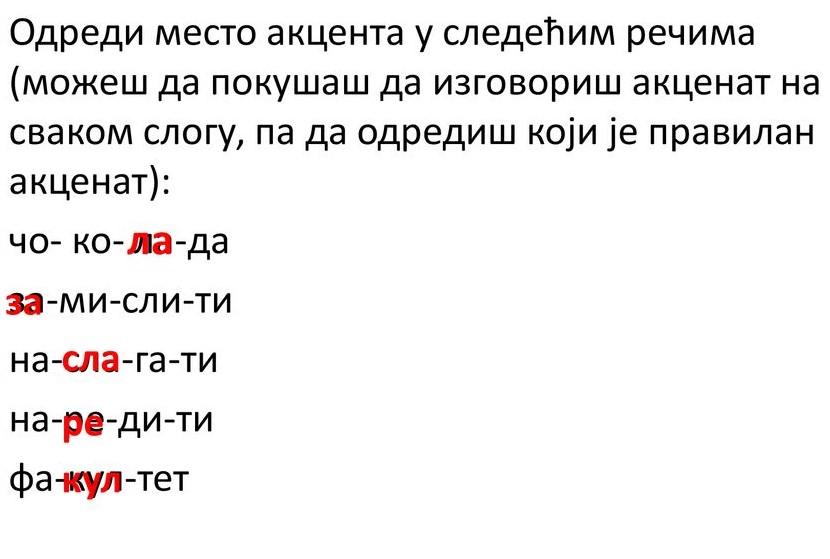 Одреди место акцента у следећим речима
(можеш да покушаш да изговориш акценат на
сваком слогу, па да одредиш који је правилан
акценат):
чо- ко-ла-да
за-ми-сли-ти
на-сла-га-ти
на-ре-ди-ти
фа-кул-тет